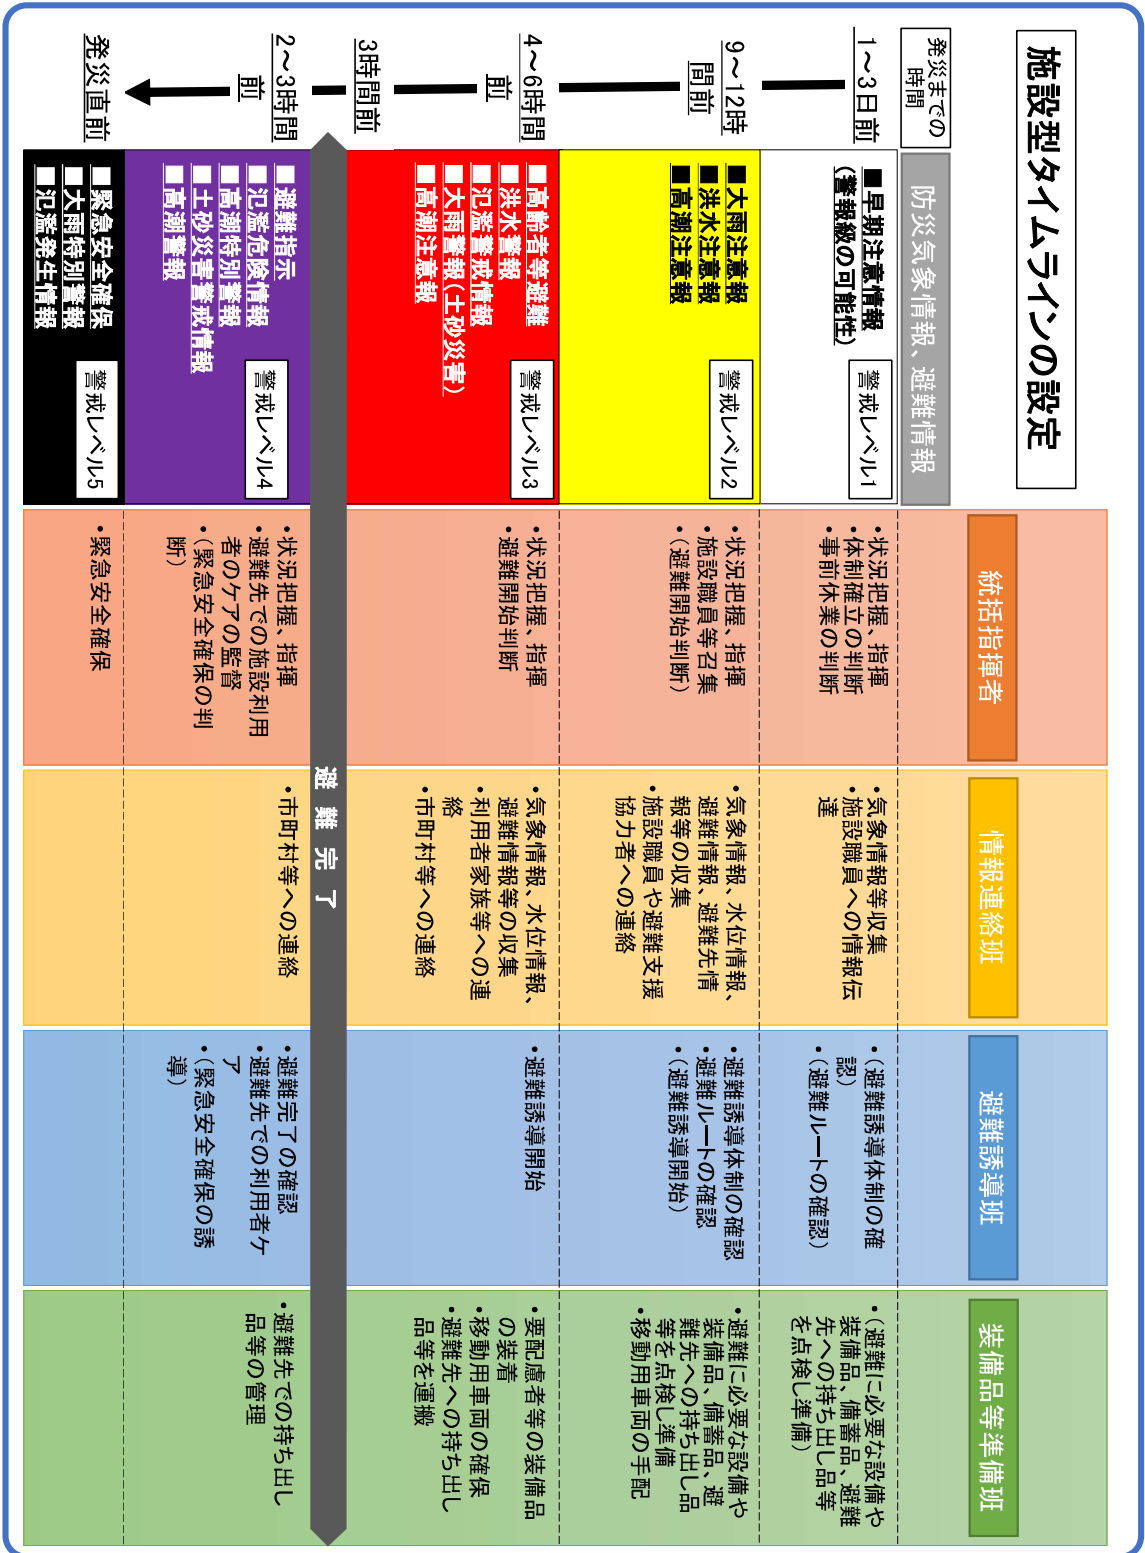 施設型タイムラインの設定
発災までの
時間
防災気象情報、避難情報
統括指揮者
情報連絡班
避難誘導班
装備品等準備班
1～3日前
■早期注意情報
(警報級の可能性)
警戒レベル1
・状況把握、指揮
・体制確立の判断
・事前休業の判断
・気象情報等収集
・施設職員への情報伝
達
・(避難誘導体制の確
認)
・(避難ルートの確認)
・(避難に必要な設備や
装備品、備蓄品、避難
先への持ち出し品等
を点検し準備)
9～12時
間前
■大雨注意報
■洪水注意報
■高潮注意報
警戒レベル2
・状況把握、指揮
・施設職員等召集
・(避難開始判断)
・気象情報、水位情報、
避難情報、避難先情
報等の収集
・施設職員や避難支援
協力者への連絡
・避難誘導体制の確認
・避難ルートの確認
・(避難誘導開始)
・避難に必要な設備や
装備品、備蓄品、避
難先への持ち出し品
等を点検し準備
・移動用車両の手配
4～6時間
前
■高齢者等避難
■洪水警報
■氾濫警戒情報
■大雨警報(土砂災害)
■高潮注意報
警戒レベル3
・状況把握、指揮
・避難開始判断
・気象情報、水位情報、
避難情報等の収集
・利用者家族等への連
絡
・市町村等への連絡
・避難誘導開始
・要配慮者等の装備品
の装着
・移動用車両の確保
・避難先への持ち出し
品等を運搬
3時間前
避難完了
2～3時間
前
■避難指示
■氾濫危険情報
■高潮特別警報
■土砂災害警戒情報
■高潮警報
警戒レベル4
・状況把握、指揮
・避難先での施設利用
者のケアの監督
・(緊急安全確保の判
断)
・市町村等への連絡
・避難完了の確認
・避難先での利用者ケ
ア
・(緊急安全確保の誘
導)
・避難先での持ち出し
品等の管理
発災直前
■緊急安全確保
■大雨特別警報
■氾濫発生情報
警戒レベル5
・緊急安全確保